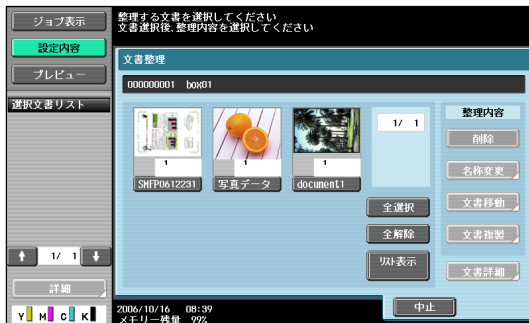 ジョブ表示
設定内容
プレビュー
選択文書リスト
1/ 1
詳細
Y M C K
整理する文書を選択してください
文書選択後、整理内容を選択してください
文書整理
000000001 box01
1
SMFP0612231
1
写真データ
1
document1
1/ 1
全選択
全解除
リスト表示
整理内容
削除
名称変更
文書移動
文書複製
文書詳細
2006/10/16 08:39
メモリー残量 99%
中止